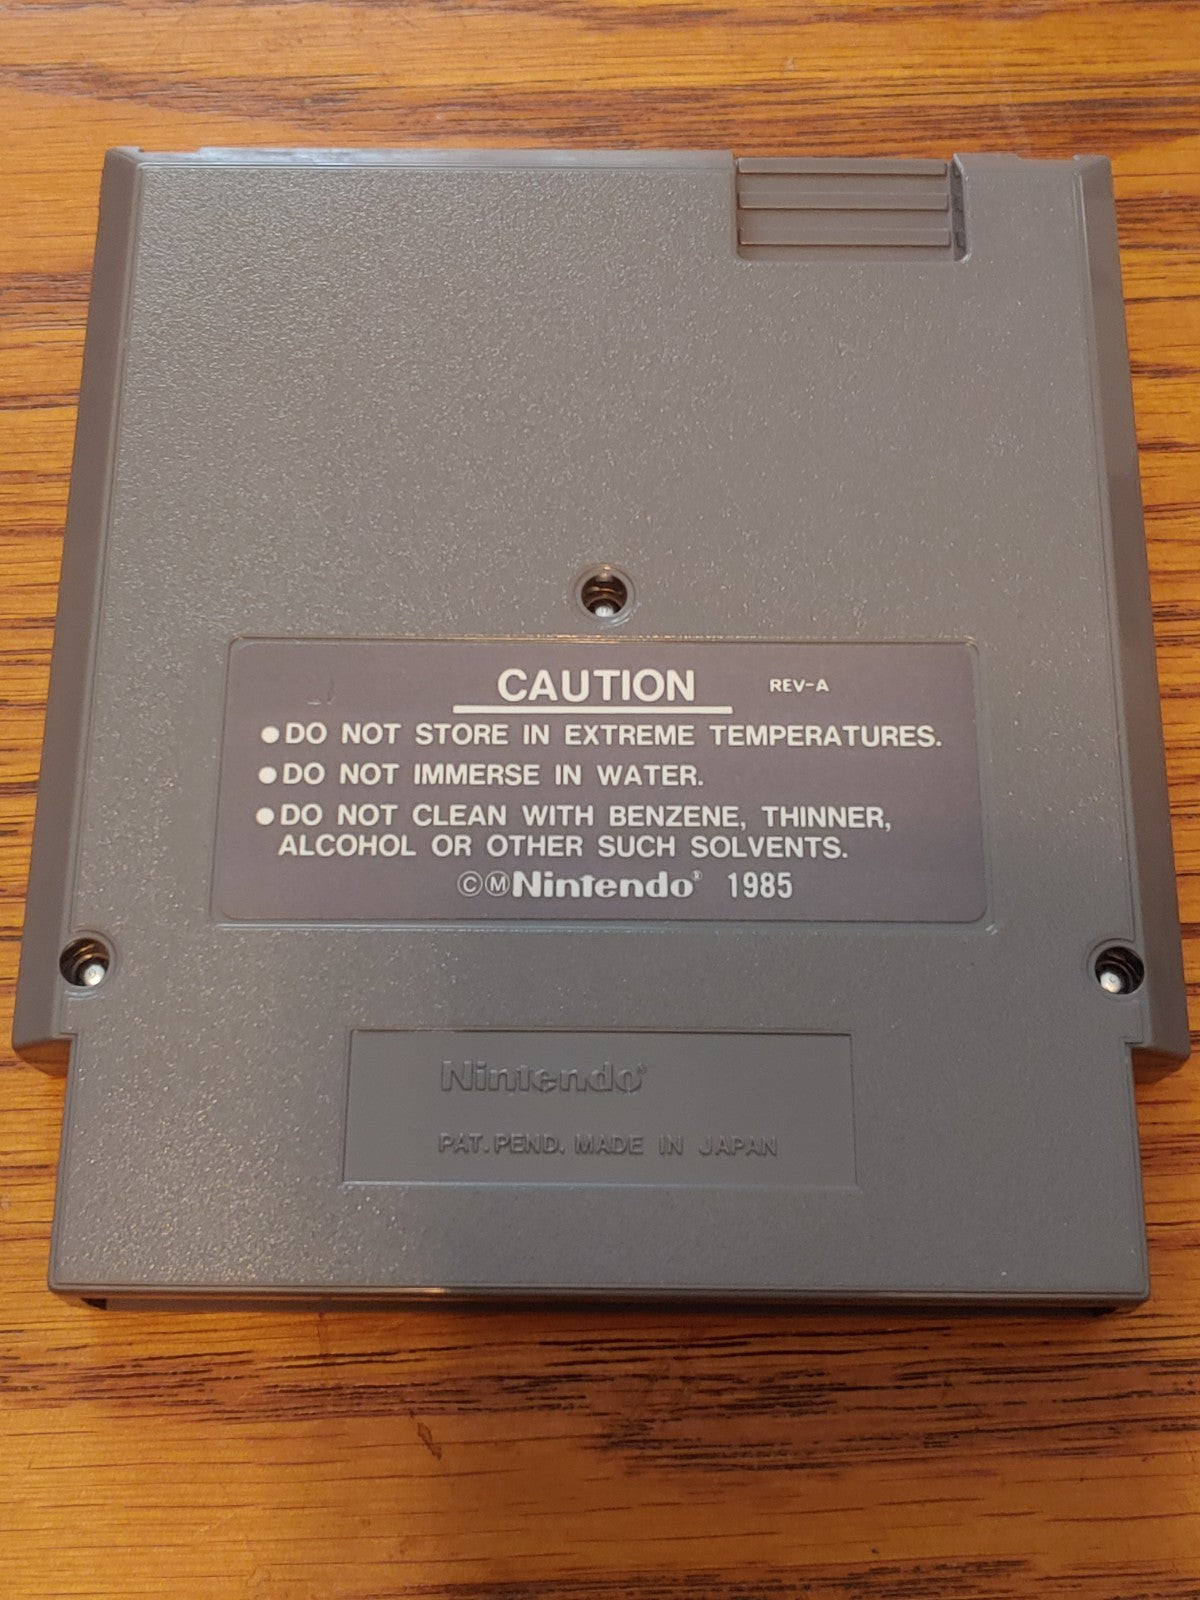 CAUTION REV-A
●DO NOT STORE IN EXTREME TEMPERATURES.
●DO NOT IMMERSE IN WATER.
●DO NOT CLEAN WITH BENZENE, THINNER,
ALCOHOL OR OTHER SUCH SOLVENTS.
©ⓂNintendo® 1985
Nintendo®
PAT. PEND. MADE IN JAPAN